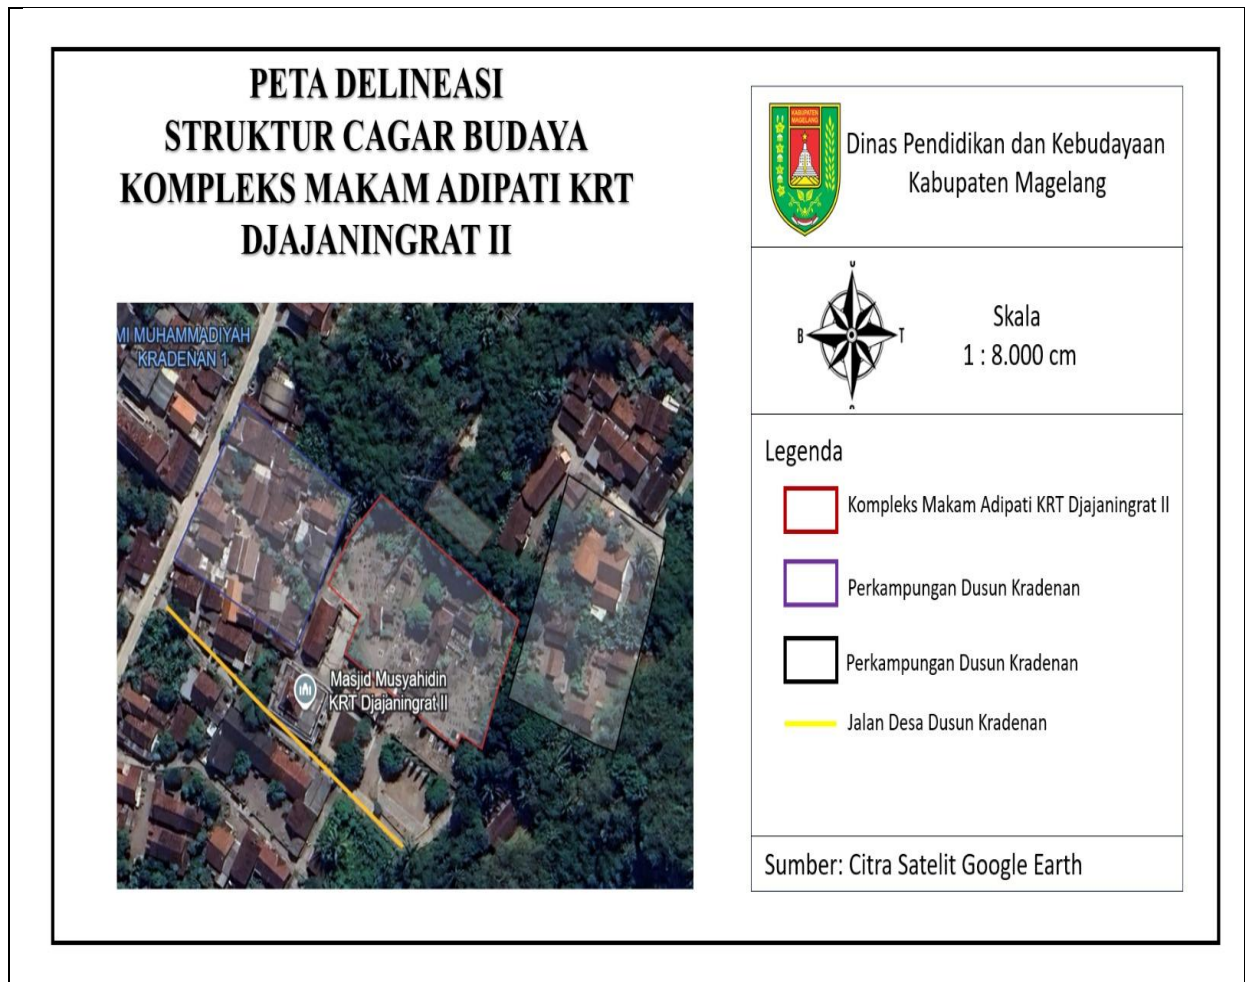 PETA DELINEASI
STRUKTUR CAGAR BUDAYA
KOMPLEKS MAKAM ADIPATI KRT
DJAJANINGRAT II
MI MUHAMMADIYAH
KRADENAN 1
Masjid Musyahidin
KRT Djajaningrat II
KABUPATEN
MAGELANG
Dinas Pendidikan dan Kebudayaan
Kabupaten Magelang
U
B
T
Skala
1 : 8.000 cm
Legenda
Kompleks Makam Adipati KRT Djajaningrat II
Perkampungan Dusun Kradenan
Perkampungan Dusun Kradenan
Jalan Desa Dusun Kradenan
Sumber: Citra Satelit Google Earth